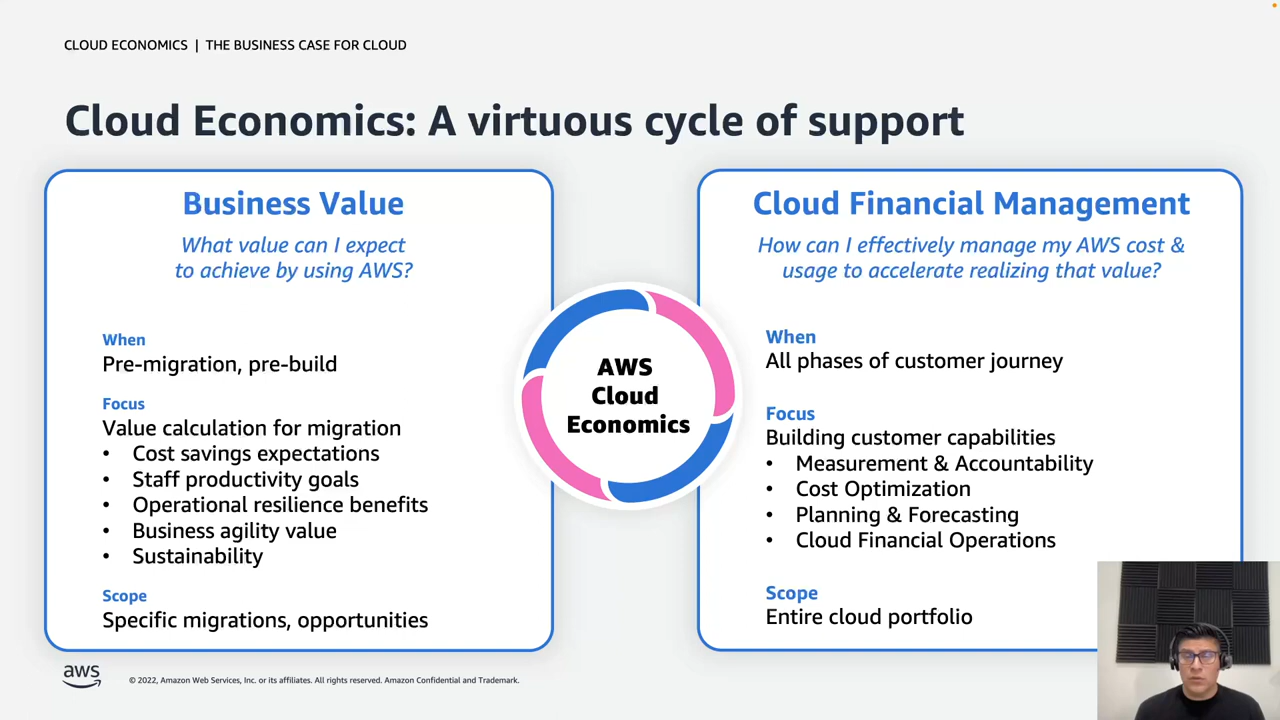 CLOUD ECONOMICS | THE BUSINESS CASE FOR CLOUD
Cloud Economics: A virtuous cycle of support
Business Value
What value can I expect
to achieve by using AWS?
When
Pre-migration, pre-build
Focus
Value calculation for migration
• Cost savings expectations
• Staff productivity goals
• Operational resilience benefits
• Business agility value
• Sustainability
Scope
Specific migrations, opportunities
AWS
Cloud
Economics
Cloud Financial Management
How can I effectively manage my AWS cost &
usage to accelerate realizing that value?
When
All phases of customer journey
Focus
Building customer capabilities
• Measurement & Accountability
• Cost Optimization
• Planning & Forecasting
• Cloud Financial Operations
Scope
Entire cloud portfolio
aws
© 2022, Amazon Web Services, Inc. or its affiliates. All rights reserved. Amazon Confidential and Trademark.